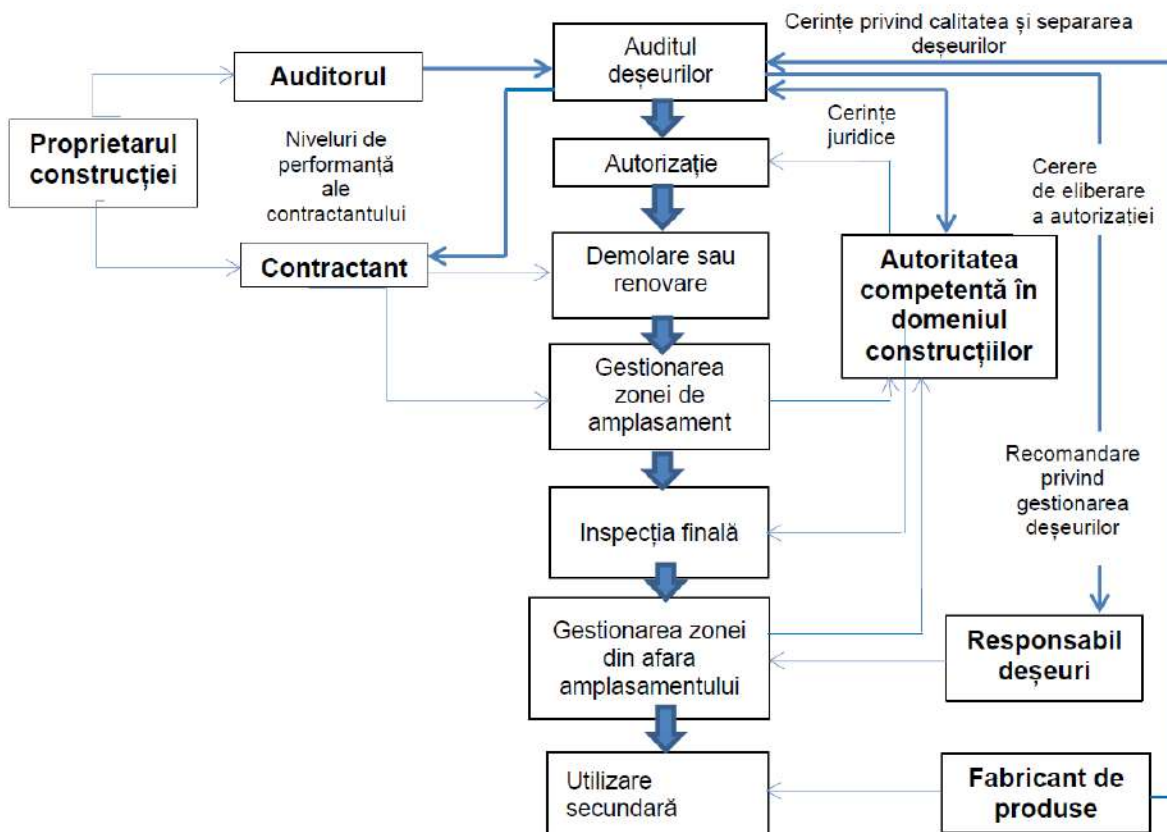 Cerințe privind calitatea și separarea
deșeurilor
Auditul
deșeurilor
Auditorul
Proprietarul
construcției
Niveluri de
performanță
ale
contractantului
Cerințe
juridice
Autorizație
Cerere
de eliberare
a autorizației
Contractant
Demolare sau
renovare
Autoritatea
competentă în
domeniul
construcțiilor
Gestionarea
zonei de
amplasament
Recomandare
privind
gestionarea
deșeurilor
Inspecția finală
Gestionarea zonei
din afara
amplasamentului
Responsabil
deșeuri
Utilizare
secundară
Fabricant de
produse